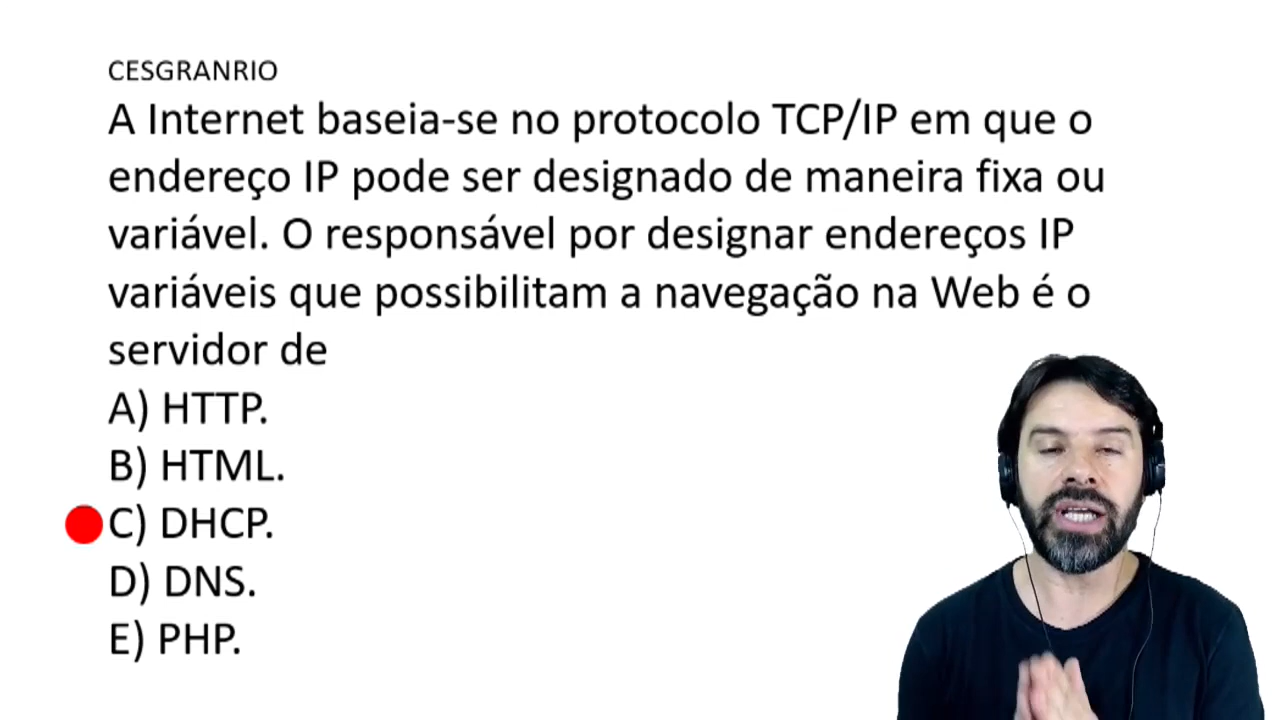 CESGRANRIO
A Internet baseia-se no protocolo TCP/IP em que o
endereço IP pode ser designado de maneira fixa ou
variável. O responsável por designar endereços IP
variáveis que possibilitam a navegação na Web é o
servidor de
A) HTTP.
B) HTML.
C) DHCP.
D) DNS.
E) PHP.